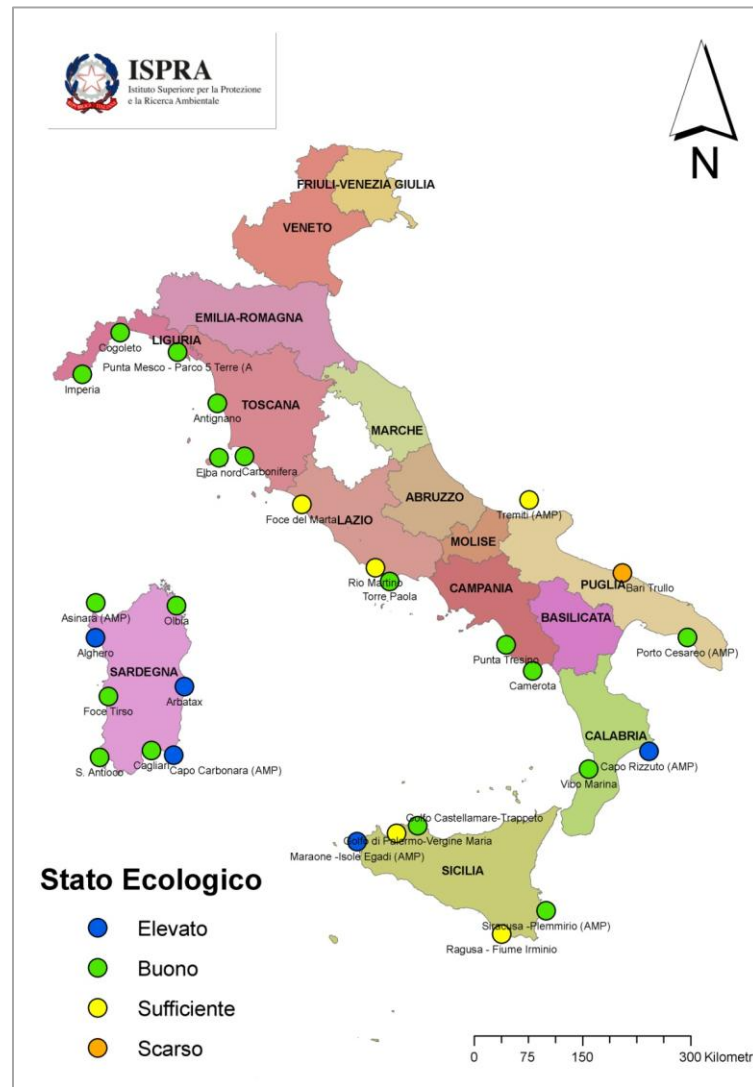 ISPRA
Istituto Superiore per la Protezione
e la Ricerca Ambientale
N
FRIULI-VENEZIA GIULIA
VENETO
EMILIA-ROMAGNA
LIGURIA
Cogoleto
Punta Mesco - Parco 5 Terre (A
Imperia
TOSCANA
Antignano
MARCHE
Elba nord
Carbonifera
ABRUZZO
Foce del Marta
LAZIO
Tremiti (AMP)
MOLISE
Rio Martino
Torre Paola
CAMPANIA
PUGLIA
Bari Trullo
BASILICATA
Asinara (AMP)
Olbia
Alghero
Punta Tresino
Porto Cesareo (AMP)
SARDEGNA
Camerota
Arbatax
Foce Tirso
CALABRIA
S. Antioco
Cagliari
Capo Carbonara (AMP)
Capo Rizzuto (AMP)
Vibo Marina
Golfo Castellamare-Trappeto
Golfo di Palermo-Vergine Maria
Maraone -Isole Egadi (AMP)
SICILIA
Siracusa -Plemmirio (AMP)
Ragusa - Fiume Irminio
Stato Ecologico
Elevato
Buono
Sufficiente
Scarso
0 75 150 300 Kilometri